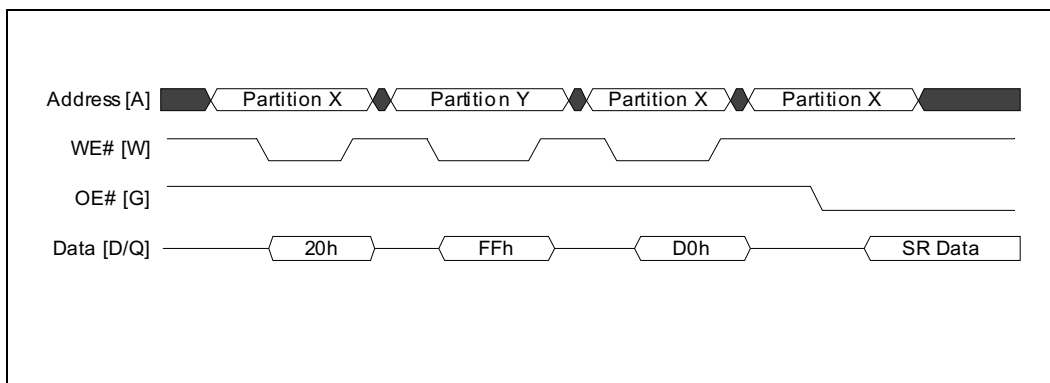 Address [A] Partition X Partition Y Partition X Partition X
WE# [W]
OE# [G]
Data [D/Q] 20h FFh D0h SR Data